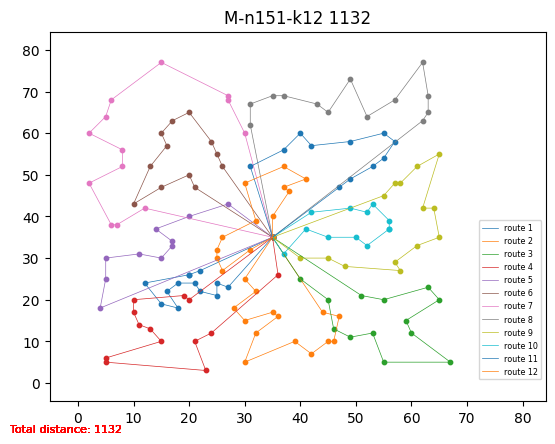 M-n151-k12 1132
80
70
60
50
40
30
20
10
0
route 1
route 2
route 3
route 4
route 5
route 6
route 7
route 8
route 9
route 10
route 11
route 12
0 10 20 30 40 50 60 70 80
Total distance: 1132